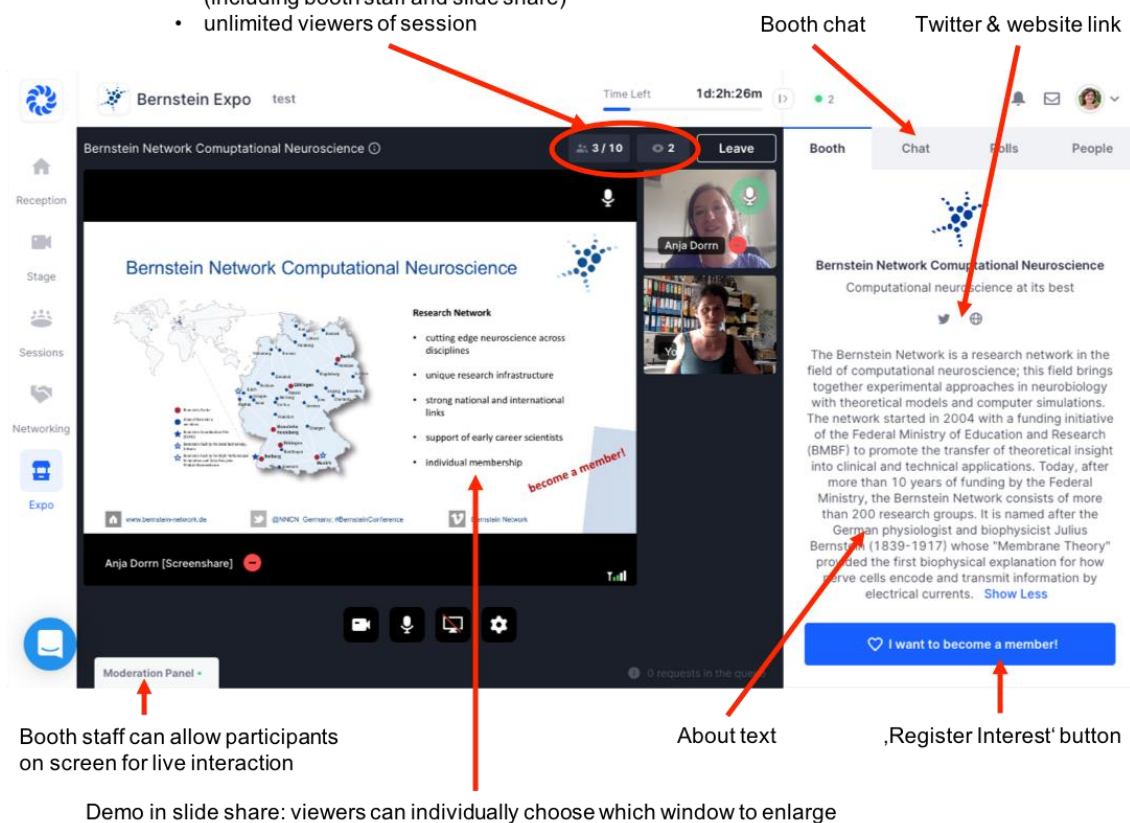 (including booth staff and slide share)
• unlimited viewers of session
Booth chat
Twitter & website link
Bernstein Expo test
Time Left 1d:2h:26m
2
Bernstein Network Comuptational Neuroscience
3 / 10
2
Leave
Booth
Chat
Polls
People
Reception
Stage
Sessions
Networking
Expo
Anja Dorrn
Bernstein Network Computational Neuroscience
Research Network
• cutting edge neuroscience across
disciplines
• unique research infrastructure
• strong national and international
links
• support of early career scientists
• individual membership
become a member!
www.bernstein-network.de
@NNCN_Germany; #BernsteinConference
Bernstein Network
Anja Dorrn [Screenshare]
Moderation Panel
0 requests in the queue
Bernstein Network Comuptational Neuroscience
Computational neuroscience at its best
The Bernstein Network is a research network in the
field of computational neuroscience; this field brings
together experimental approaches in neurobiology
with theoretical models and computer simulations.
The network started in 2004 with a funding initiative
of the Federal Ministry of Education and Research
(BMBF) to promote the transfer of theoretical insight
into clinical and technical applications. Today, after
more than 10 years of funding by the Federal
Ministry, the Bernstein Network consists of more
than 200 research groups. It is named after the
German physiologist and biophysicist Julius
Bernstein (1839-1917) whose "Membrane Theory"
provided the first biophysical explanation for how
nerve cells encode and transmit information by
electrical currents. Show Less
I want to become a member!
Booth staff can allow participants
on screen for live interaction
About text
‚Register Interest‘ button
Demo in slide share: viewers can individually choose which window to enlarge